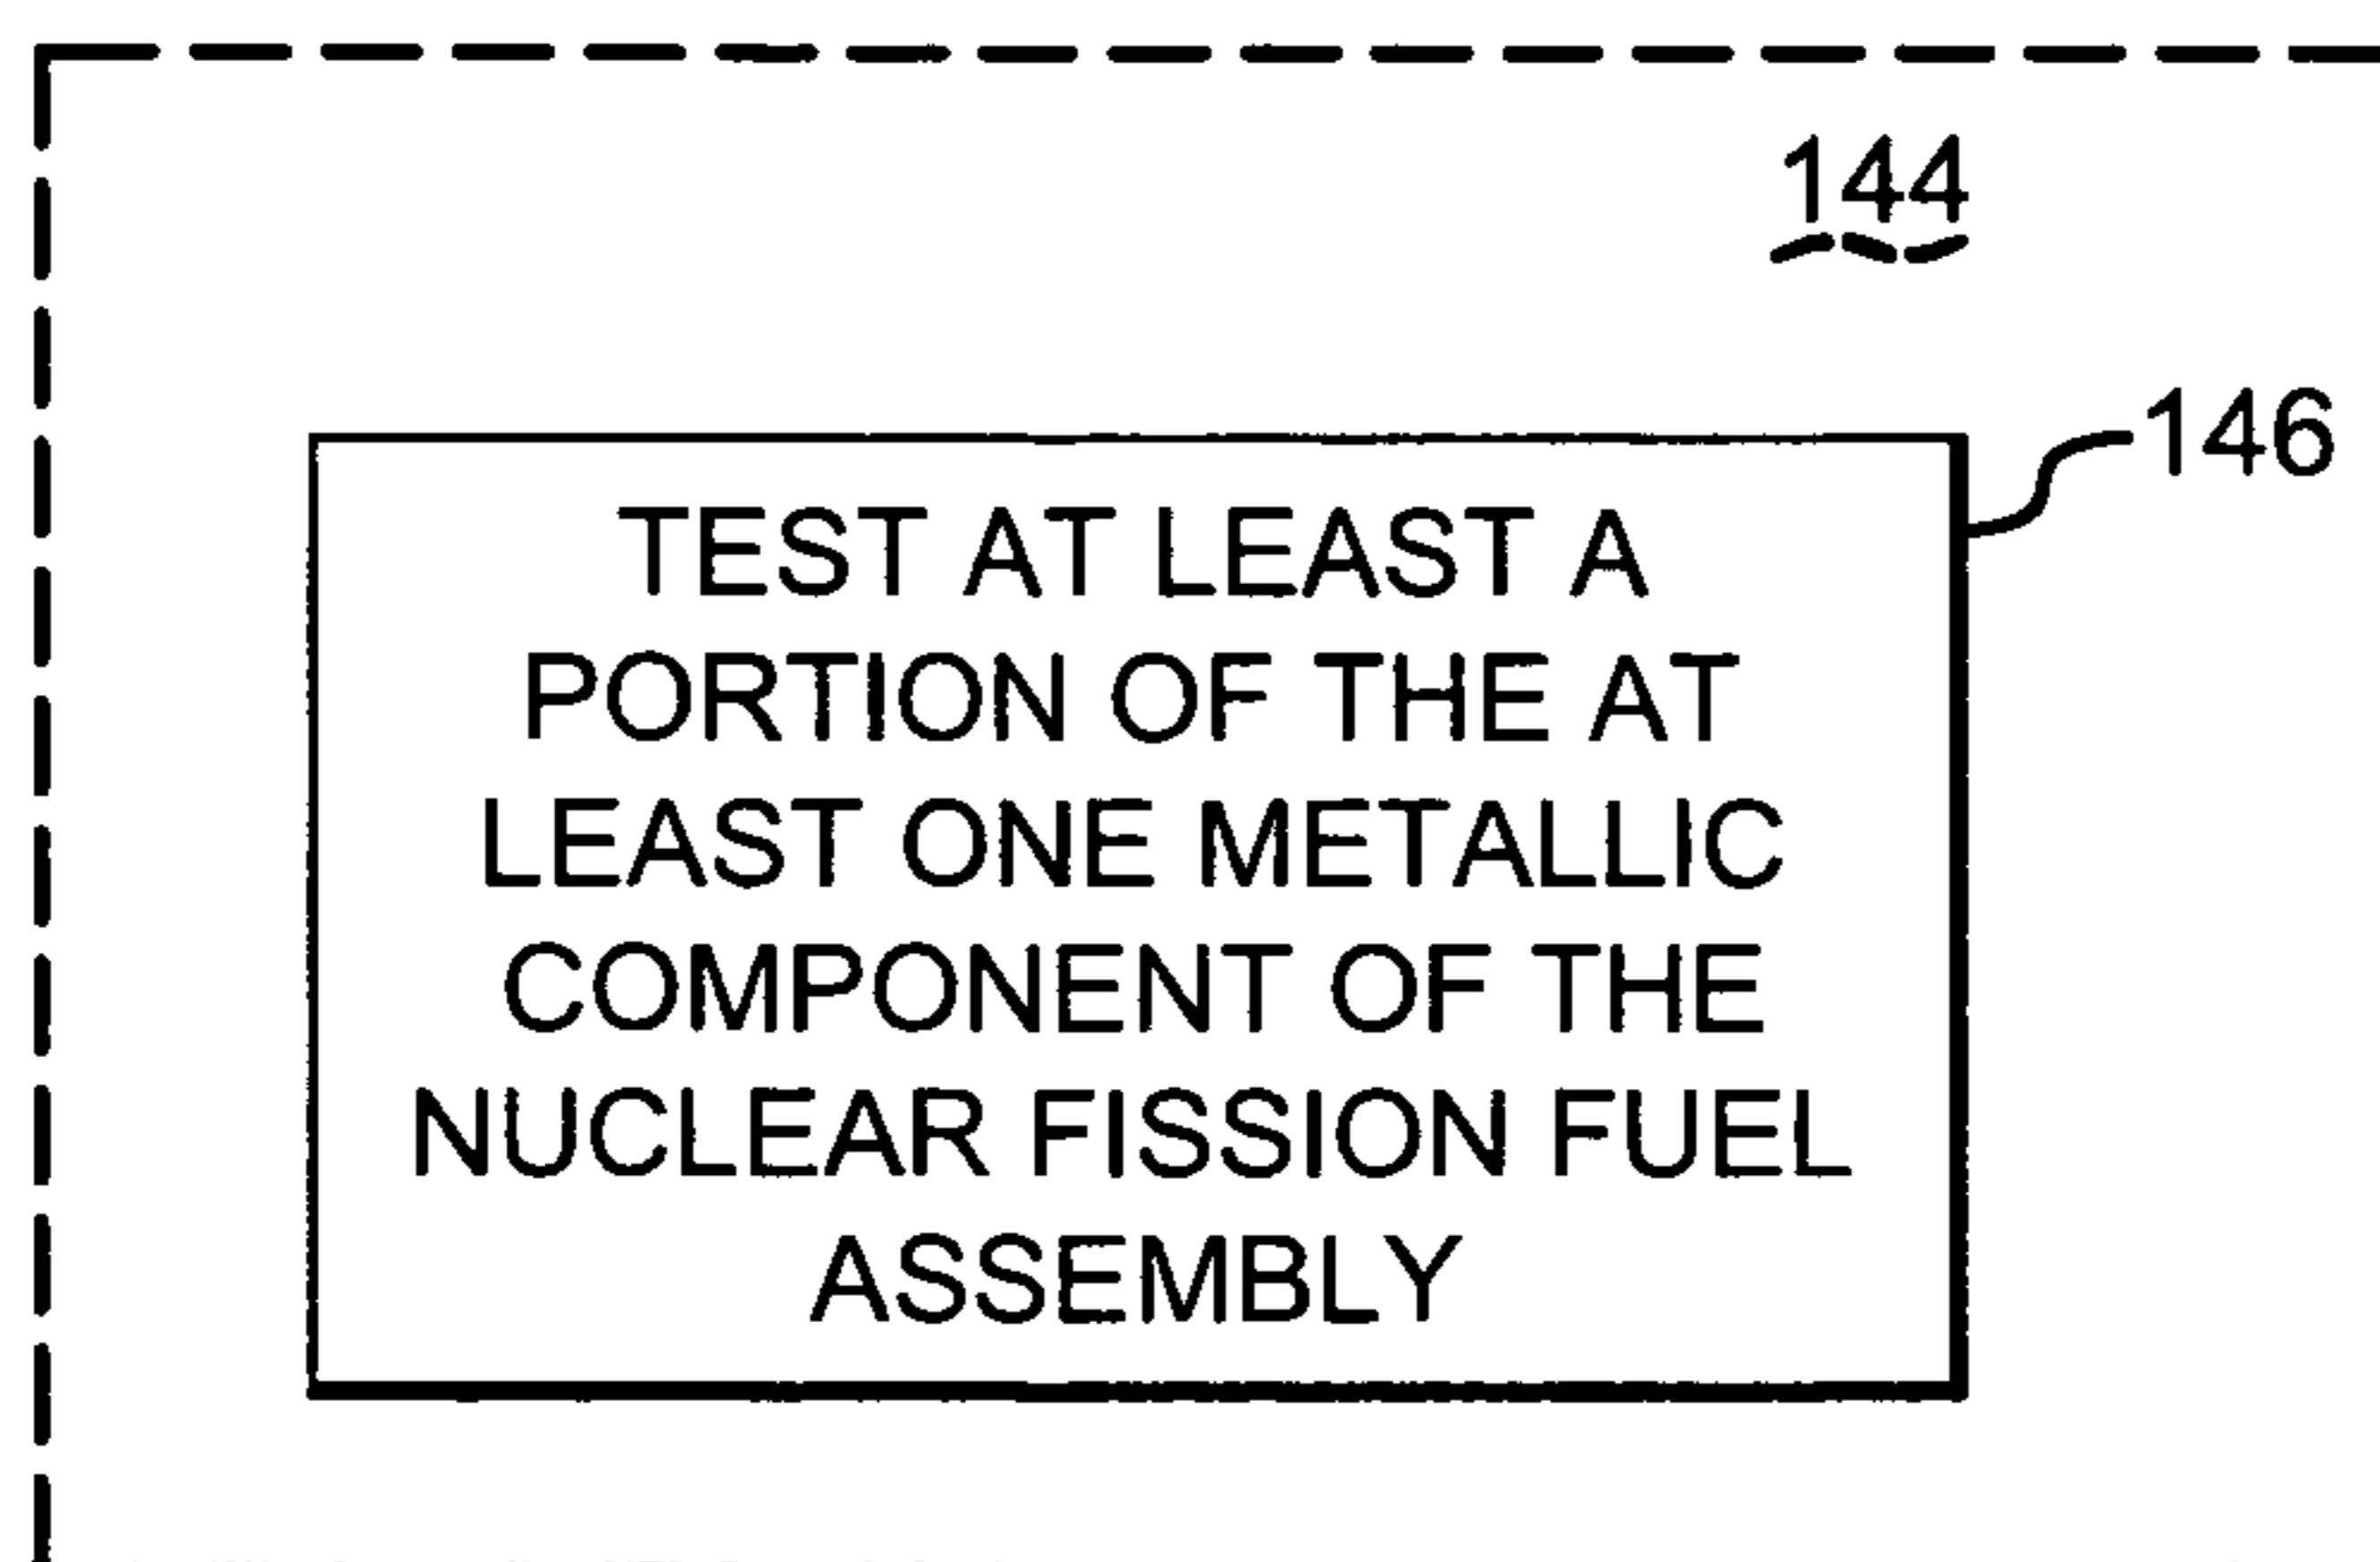 144
146
TEST AT LEAST A
PORTION OF THE AT
LEAST ONE METALLIC
COMPONENT OF THE
NUCLEAR FISSION FUEL
ASSEMBLY